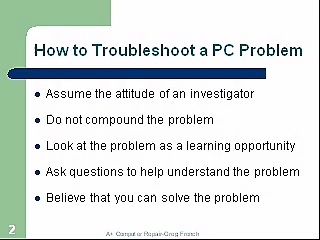 How to Troubleshoot a PC Problem
Assume the attitude of an investigator
Do not compound the problem
Look at the problem as a learning opportunity
Ask questions to help understand the problem
Believe that you can solve the problem
2
A+ Computer Repair-Greg